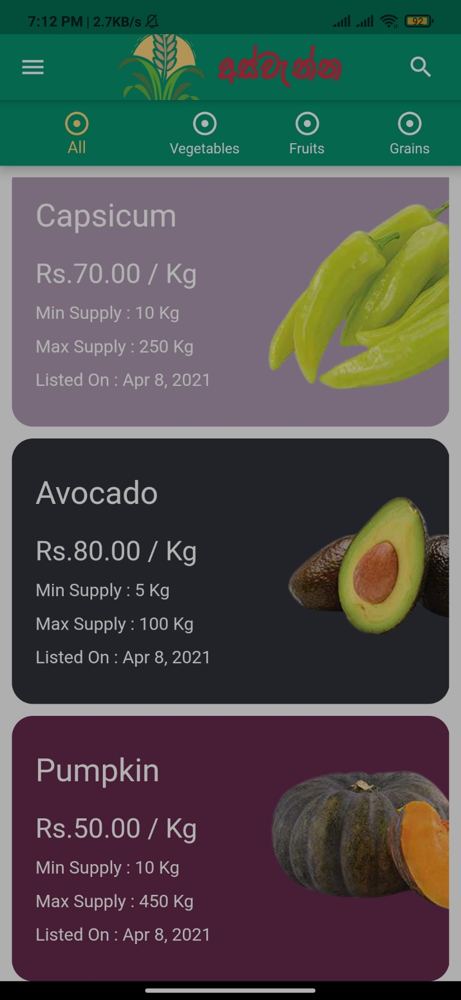 7:12 PM | 2.7KB/s
92
අස්වැන්න
All
Vegetables
Fruits
Grains
Capsicum
Rs.70.00 / Kg
Min Supply : 10 Kg
Max Supply : 250 Kg
Listed On : Apr 8, 2021
Avocado
Rs.80.00 / Kg
Min Supply : 5 Kg
Max Supply : 100 Kg
Listed On : Apr 8, 2021
Pumpkin
Rs.50.00 / Kg
Min Supply : 10 Kg
Max Supply : 450 Kg
Listed On : Apr 8, 2021